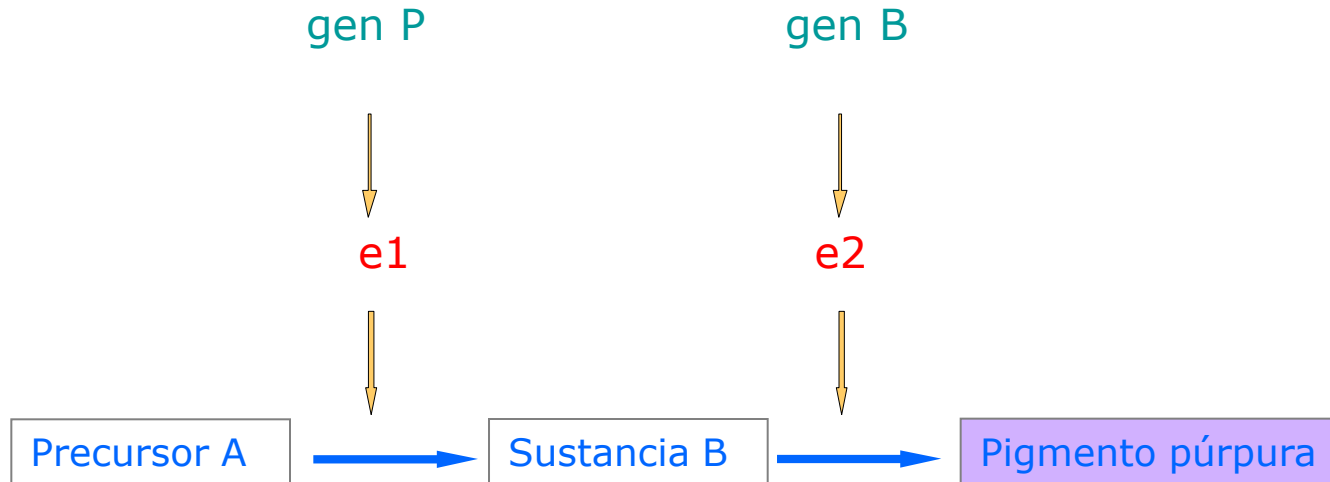 gen P
gen B
e1
e2
Precursor A
Sustancia B
Pigmento púrpura